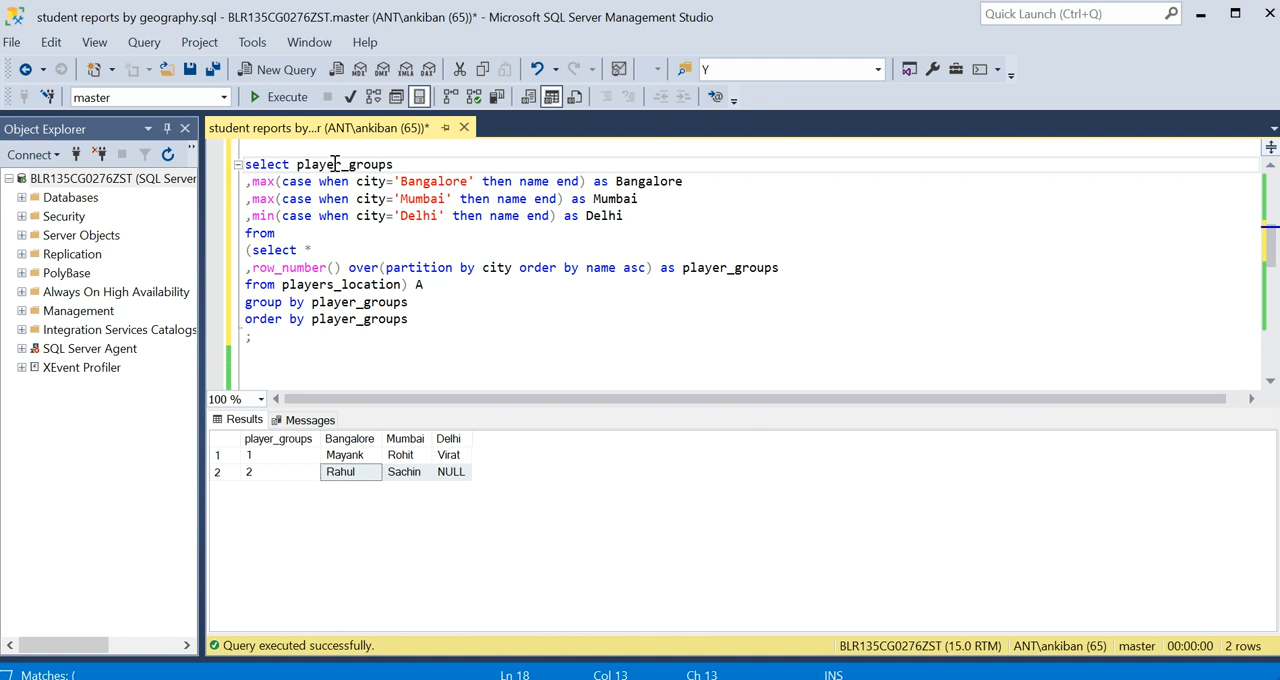 student reports by geography.sql - BLR135CG0276ZST.master (ANT\ankiban (65))* - Microsoft SQL Server Management Studio
Quick Launch (Ctrl+Q)
File Edit View Query Project Tools Window Help
New Query MDX DMX XMLA DAX Y
master Execute
Object Explorer
student reports by...r (ANT\ankiban (65))*
Connect
BLR135CG0276ZST (SQL Server
Databases
Security
Server Objects
Replication
PolyBase
Always On High Availability
Management
Integration Services Catalogs
SQL Server Agent
XEvent Profiler
select player_groups
,max(case when city='Bangalore' then name end) as Bangalore
,max(case when city='Mumbai' then name end) as Mumbai
,min(case when city='Delhi' then name end) as Delhi
from
(select *
,row_number() over(partition by city order by name asc) as player_groups
from players_location) A
group by player_groups
order by player_groups
;
100 %
Results Messages
player_groups Bangalore Mumbai Delhi
1 1 Mayank Rohit Virat
2 2 Rahul Sachin NULL
Query executed successfully. BLR135CG0276ZST (15.0 RTM) ANT\ankiban (65) master 00:00:00 2 rows
Matches: ( Ln 18 Col 13 Ch 13 INS